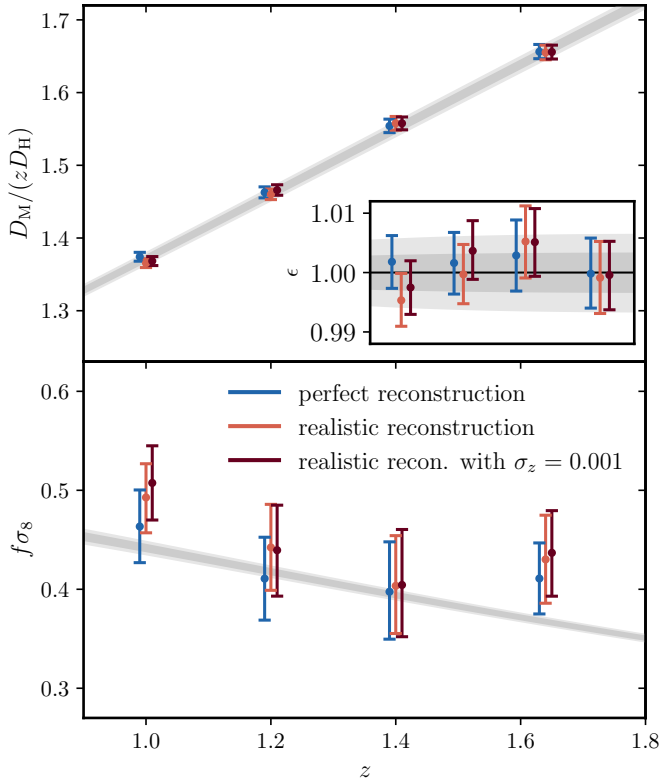 1.7
1.6
1.5
1.4
1.3
D_M/(zD_H)
1.01
1.00
0.99
ϵ
0.6
0.5
0.4
0.3
fσ_8
perfect reconstruction
realistic reconstruction
realistic recon. with σ_z = 0.001
1.0 1.2 1.4 1.6 1.8
z